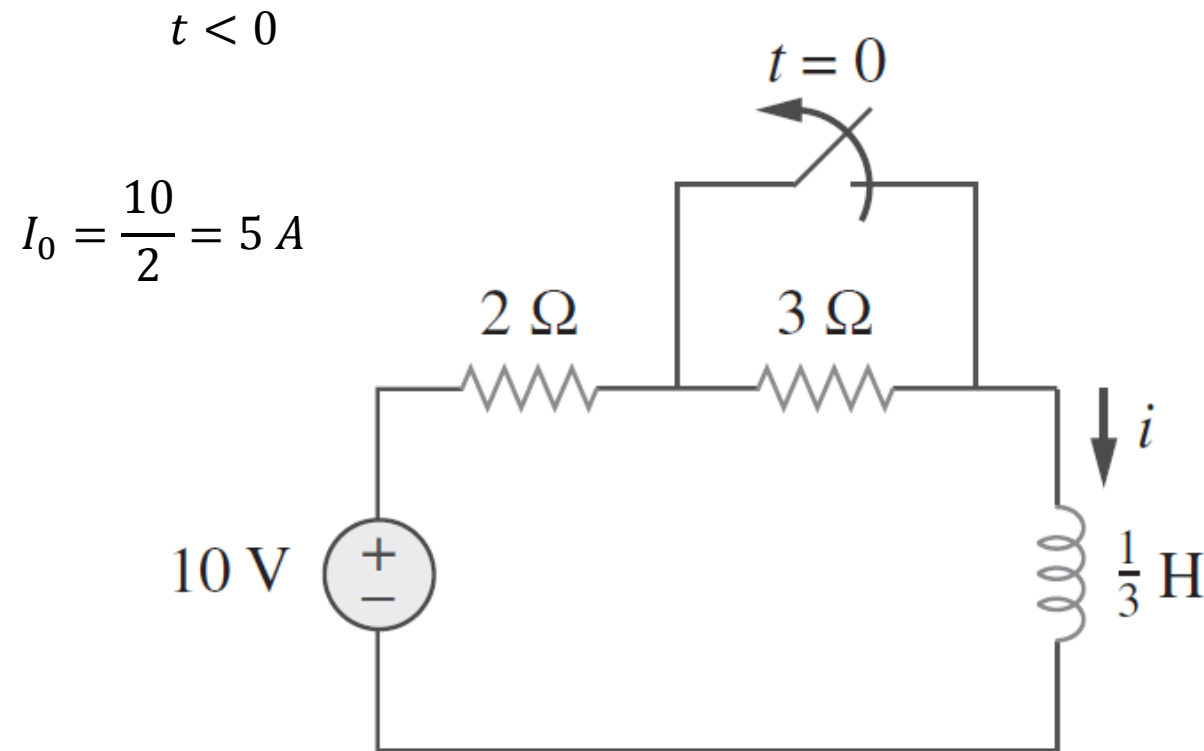 t < 0
t = 0
I₀ = 10/2 = 5 A
2 Ω
3 Ω
i
10 V
+
−
1/3 H